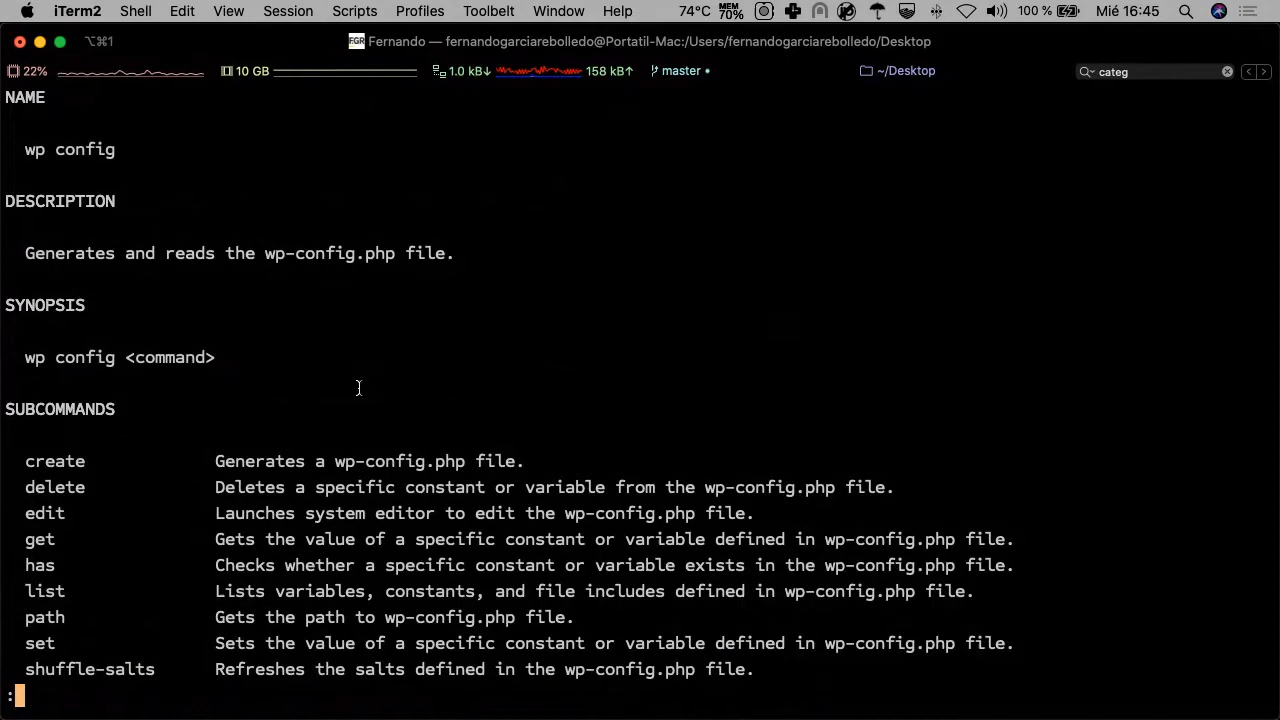 iTerm2 Shell Edit View Session Scripts Profiles Toolbelt Window Help 74°C MEM 70% 100 % Mié 16:45
⌥⌘1 FGR Fernando — fernandogarciarebolledo@Portatil-Mac:/Users/fernandogarciarebolledo/Desktop
22% 10 GB 1.0 kB↓ 158 kB↑ master • ~/Desktop categ
NAME
wp config
DESCRIPTION
Generates and reads the wp-config.php file.
SYNOPSIS
wp config <command>
SUBCOMMANDS
create Generates a wp-config.php file.
delete Deletes a specific constant or variable from the wp-config.php file.
edit Launches system editor to edit the wp-config.php file.
get Gets the value of a specific constant or variable defined in wp-config.php file.
has Checks whether a specific constant or variable exists in the wp-config.php file.
list Lists variables, constants, and file includes defined in wp-config.php file.
path Gets the path to wp-config.php file.
set Sets the value of a specific constant or variable defined in wp-config.php file.
shuffle-salts Refreshes the salts defined in the wp-config.php file.
: